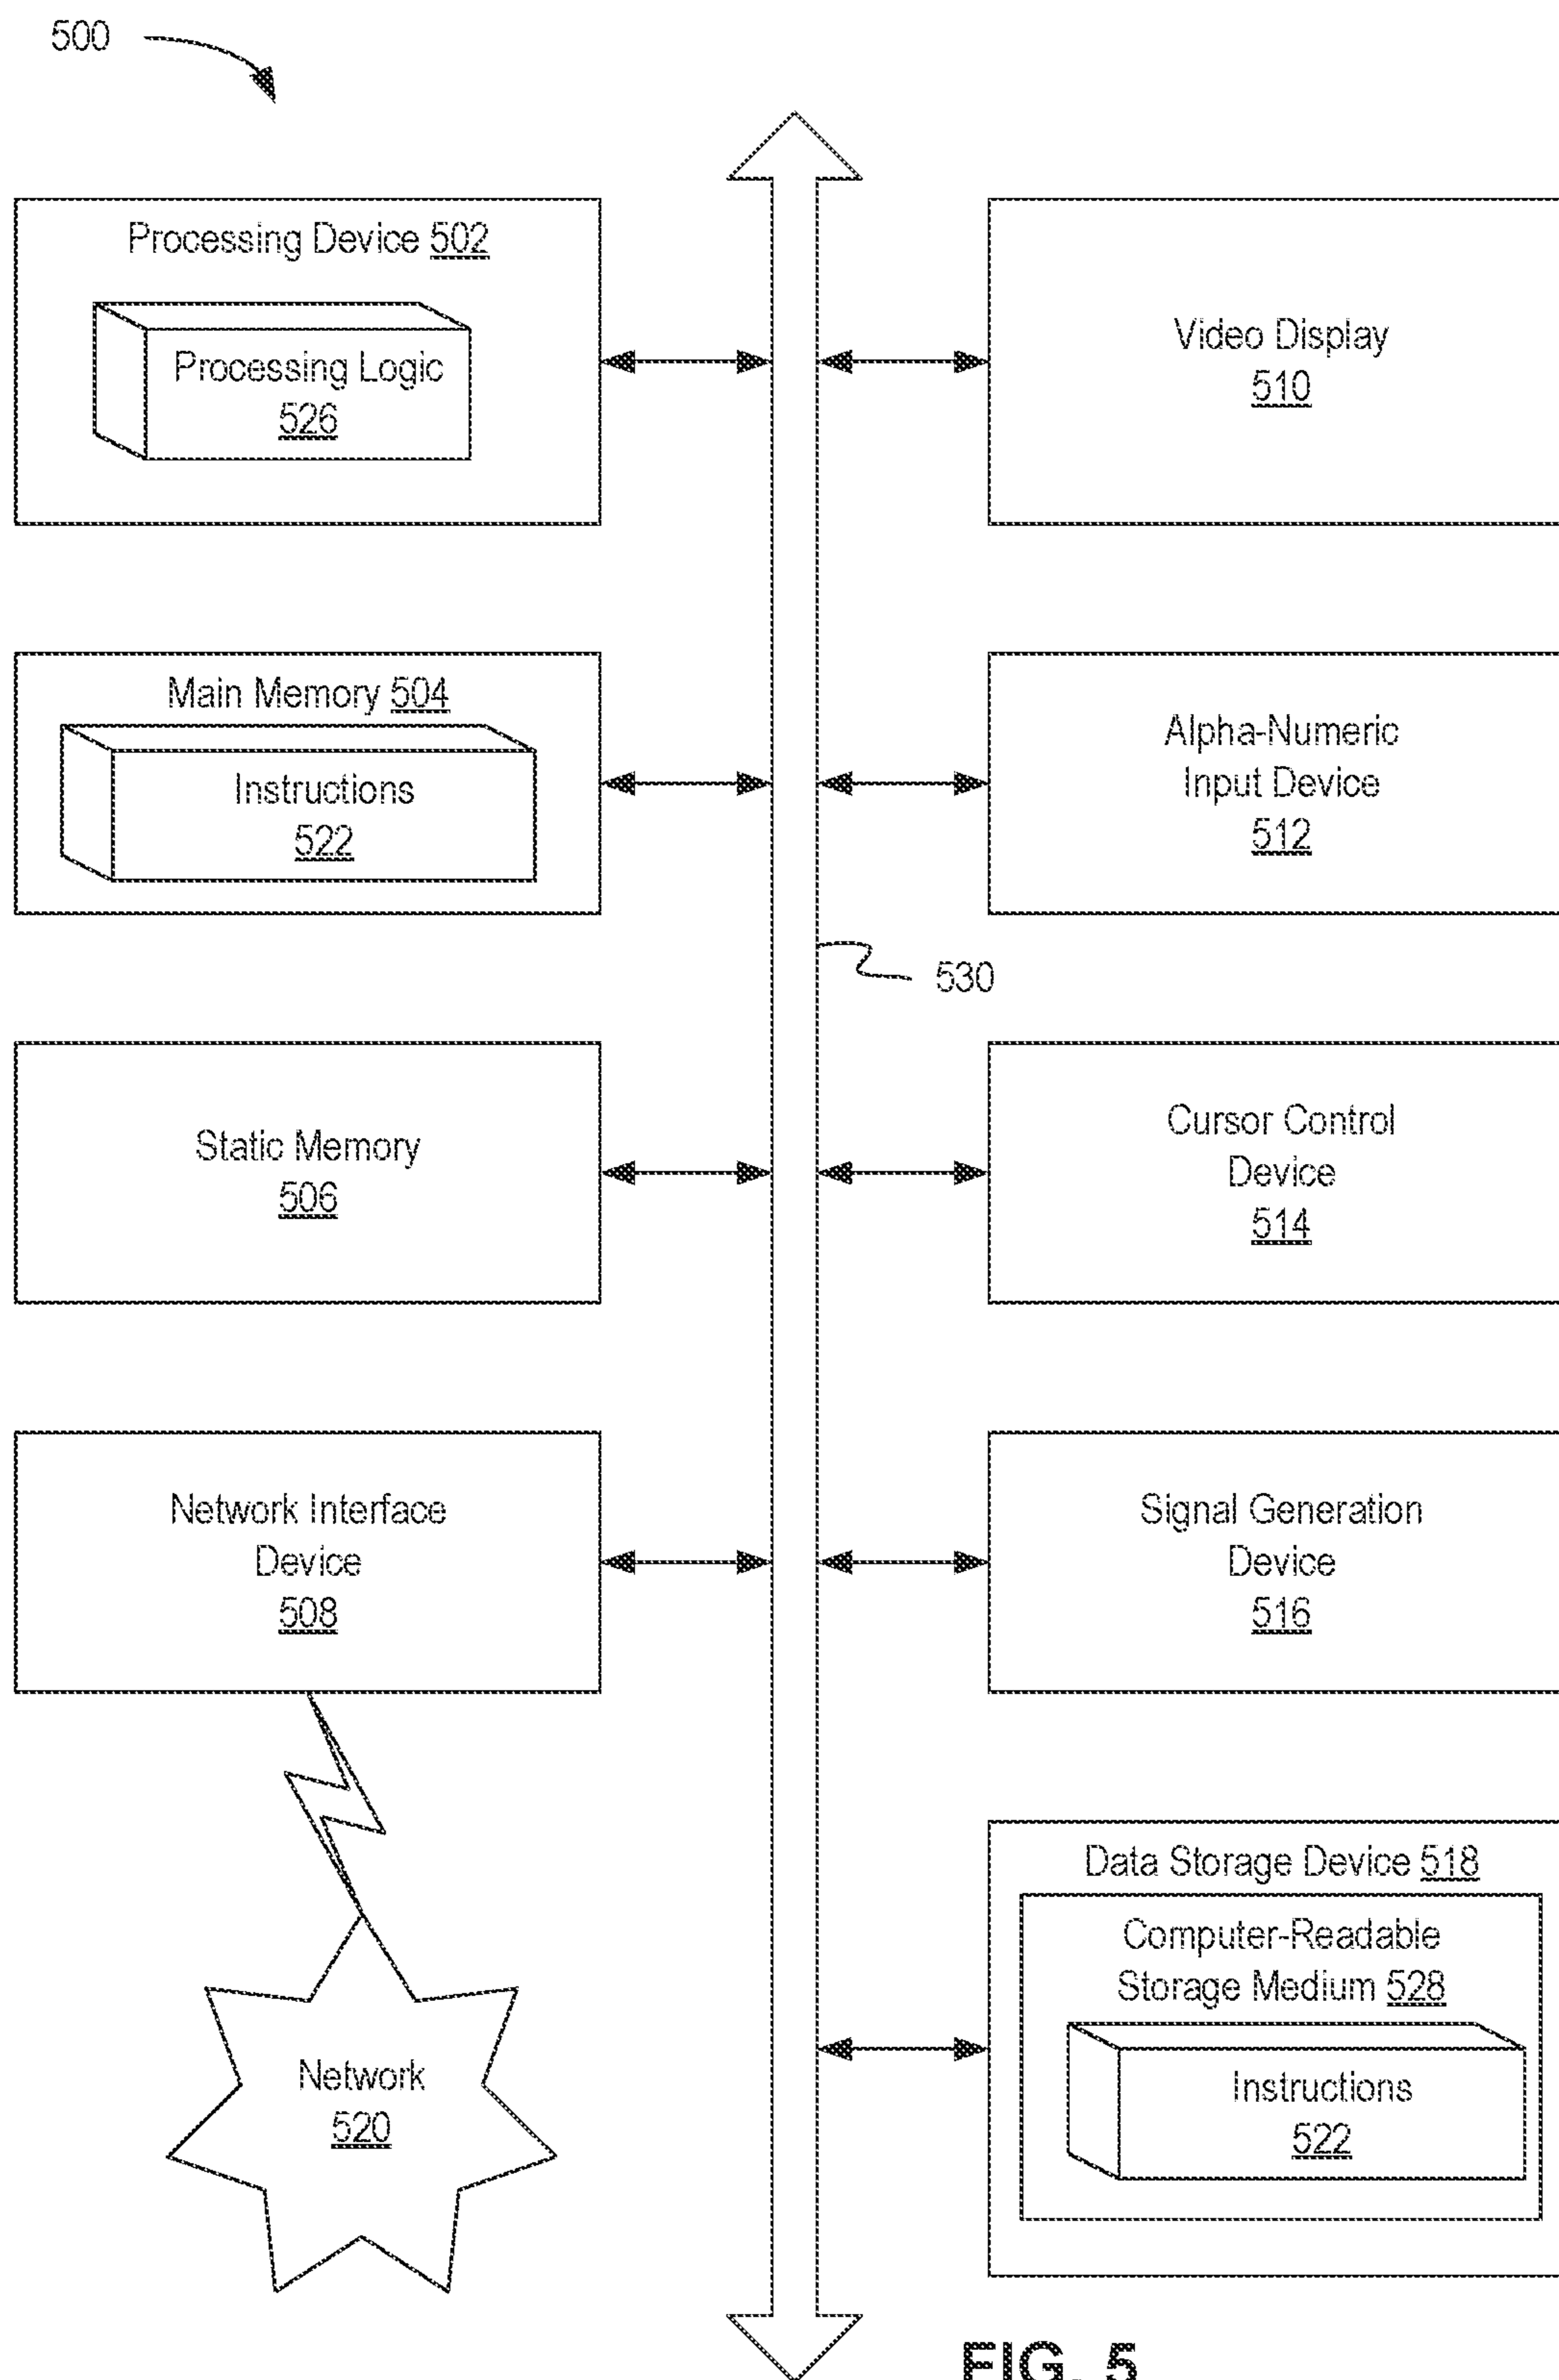 500
Processing Device 502
Processing Logic
526
Video Display
510
Main Memory 504
Instructions
522
Alpha-Numeric
Input Device
512
530
Static Memory
506
Cursor Control
Device
514
Network Interface
Device
508
Signal Generation
Device
516
Data Storage Device 518
Computer-Readable
Storage Medium 528
Instructions
522
Network
520
FIG. 5